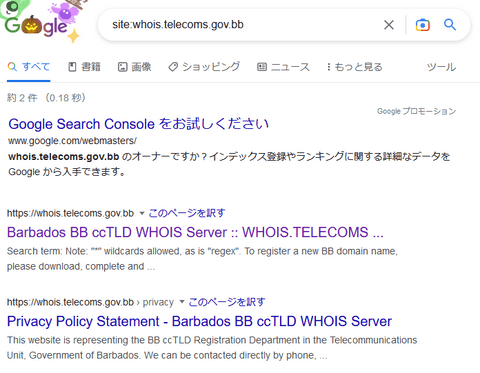 Google
site:whois.telecoms.gov.bb
すべて 書籍 画像 ショッピング ニュース もっと見る ツール
約 2 件 （0.18 秒）
Google プロモーション
Google Search Console をお試しください
www.google.com/webmasters/
whois.telecoms.gov.bb のオーナーですか？インデックス登録やランキングに関する詳細なデータを
Google から入手できます。
https://whois.telecoms.gov.bb このページを訳す
Barbados BB ccTLD WHOIS Server :: WHOIS.TELECOMS ...
Search term: Note: "*" wildcards allowed, as is "regex". To register a new BB domain name,
please download, complete and ...
https://whois.telecoms.gov.bb › privacy このページを訳す
Privacy Policy Statement - Barbados BB ccTLD WHOIS Server
This website is representing the BB ccTLD Registration Department in the Telecommunications
Unit, Government of Barbados. We can be contacted directly by phone, ...